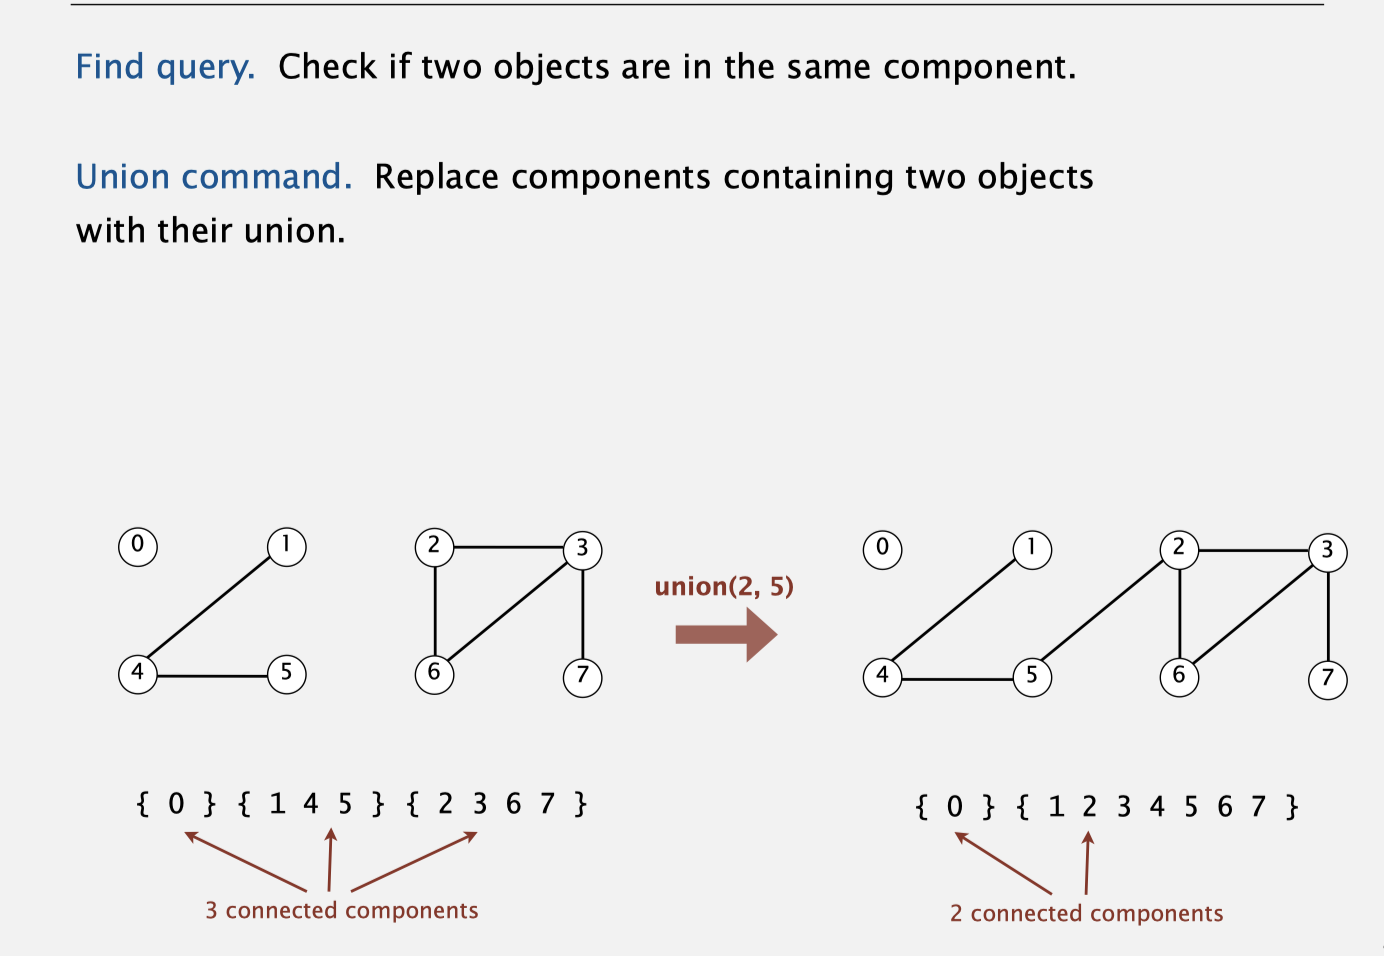 Find query. Check if two objects are in the same component.
Union command. Replace components containing two objects
with their union.
0 1 2 3
4 5 6 7
union(2, 5)
0 1 2 3
4 5 6 7
{ 0 } { 1 4 5 } { 2 3 6 7 }
3 connected components
{ 0 } { 1 2 3 4 5 6 7 }
2 connected components